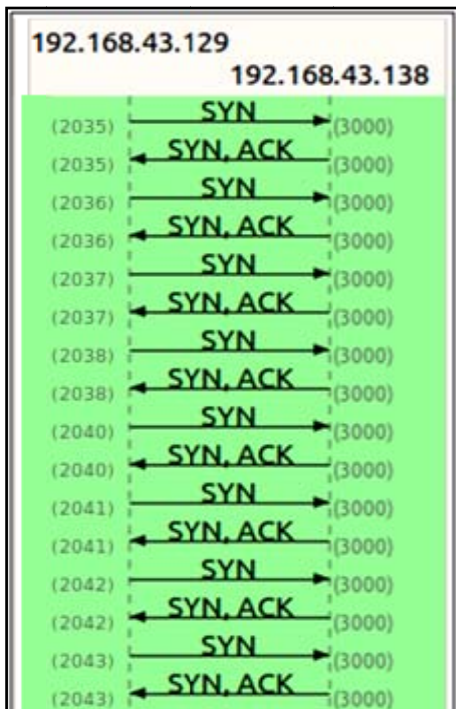 192.168.43.129
192.168.43.138
SYN
(2035) (3000)
SYN, ACK
(2035) (3000)
SYN
(2036) (3000)
SYN, ACK
(2036) (3000)
SYN
(2037) (3000)
SYN, ACK
(2037) (3000)
SYN
(2038) (3000)
SYN, ACK
(2038) (3000)
SYN
(2040) (3000)
SYN, ACK
(2040) (3000)
SYN
(2041) (3000)
SYN, ACK
(2041) (3000)
SYN
(2042) (3000)
SYN, ACK
(2042) (3000)
SYN
(2043) (3000)
SYN, ACK
(2043) (3000)